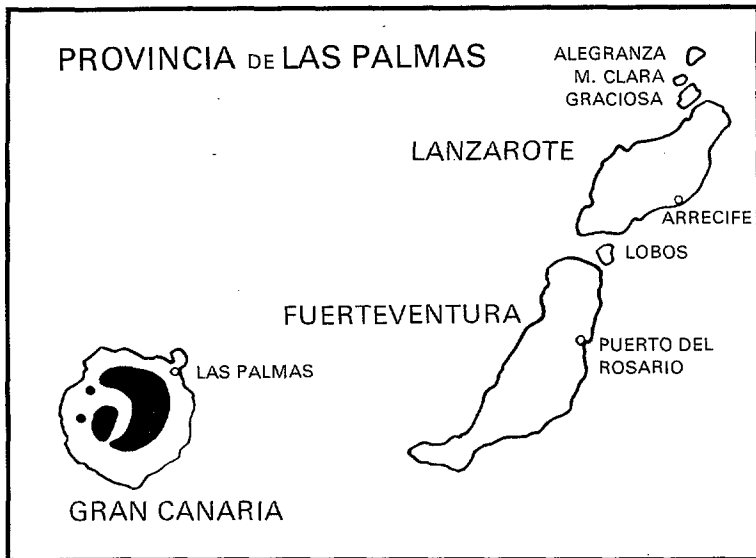 PROVINCIA DE LAS PALMAS
ALEGRANZA
M. CLARA
GRACIOSA
LANZAROTE
ARRECIFE
LOBOS
FUERTEVENTURA
PUERTO DEL
ROSARIO
LAS PALMAS
GRAN CANARIA